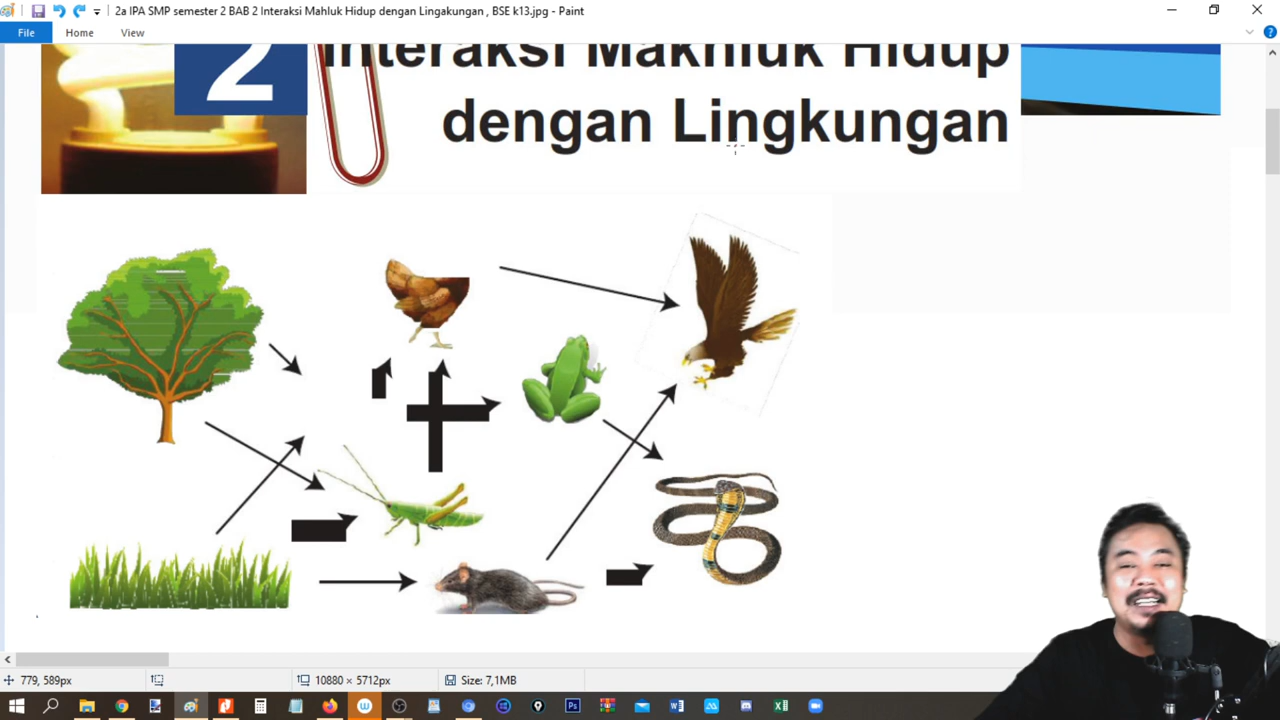 2a IPA SMP semester 2 BAB 2 Interaksi Mahluk Hidup dengan Lingakungan , BSE k13.jpg - Paint
File Home View
2
Interaksi Makhluk Hidup
dengan Lingkungan
779, 589px
10880 × 5712px
Size: 7,1MB